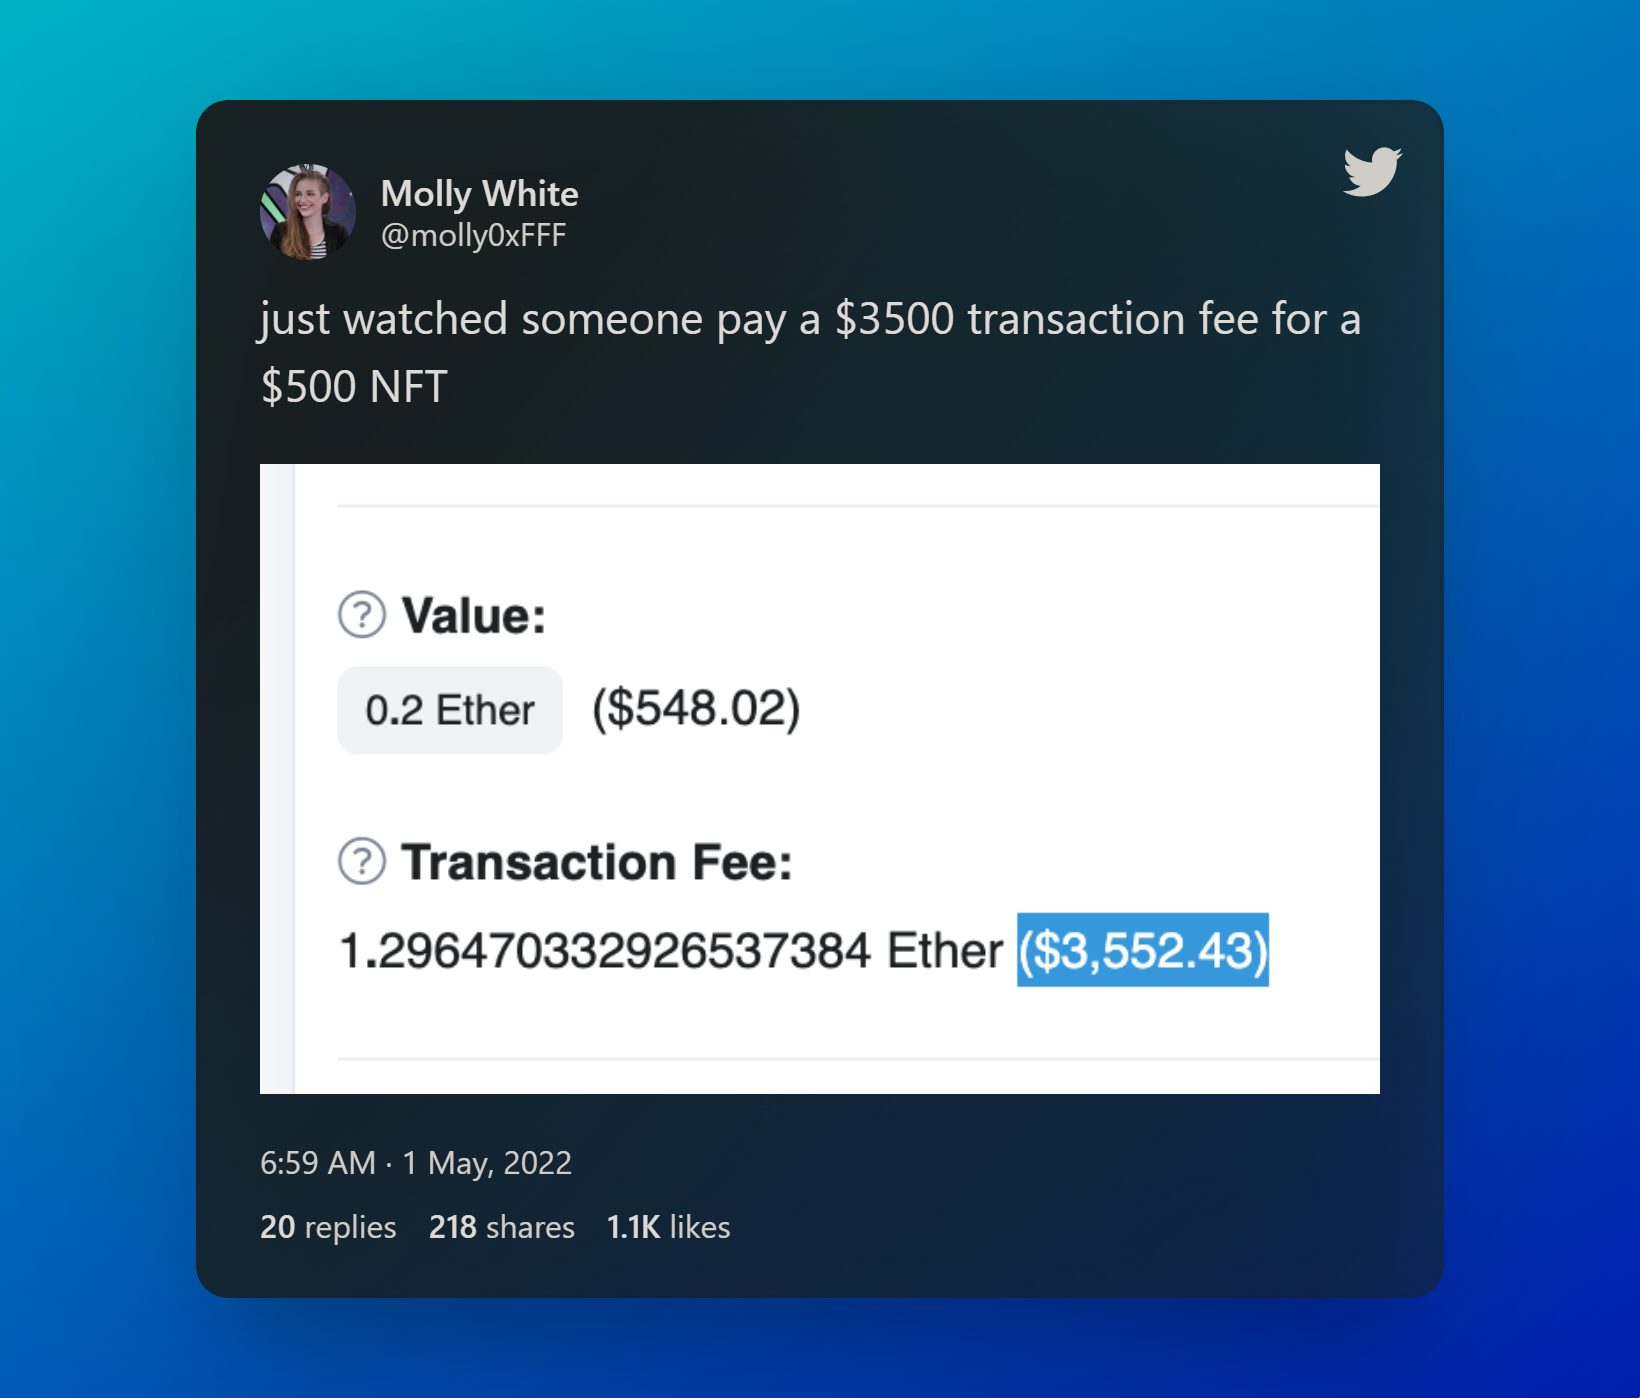 Molly White
@molly0xFFF
just watched someone pay a $3500 transaction fee for a
$500 NFT
? Value:
0.2 Ether ($548.02)
? Transaction Fee:
1.296470332926537384 Ether ($3,552.43)
6:59 AM · 1 May, 2022
20 replies 218 shares 1.1K likes